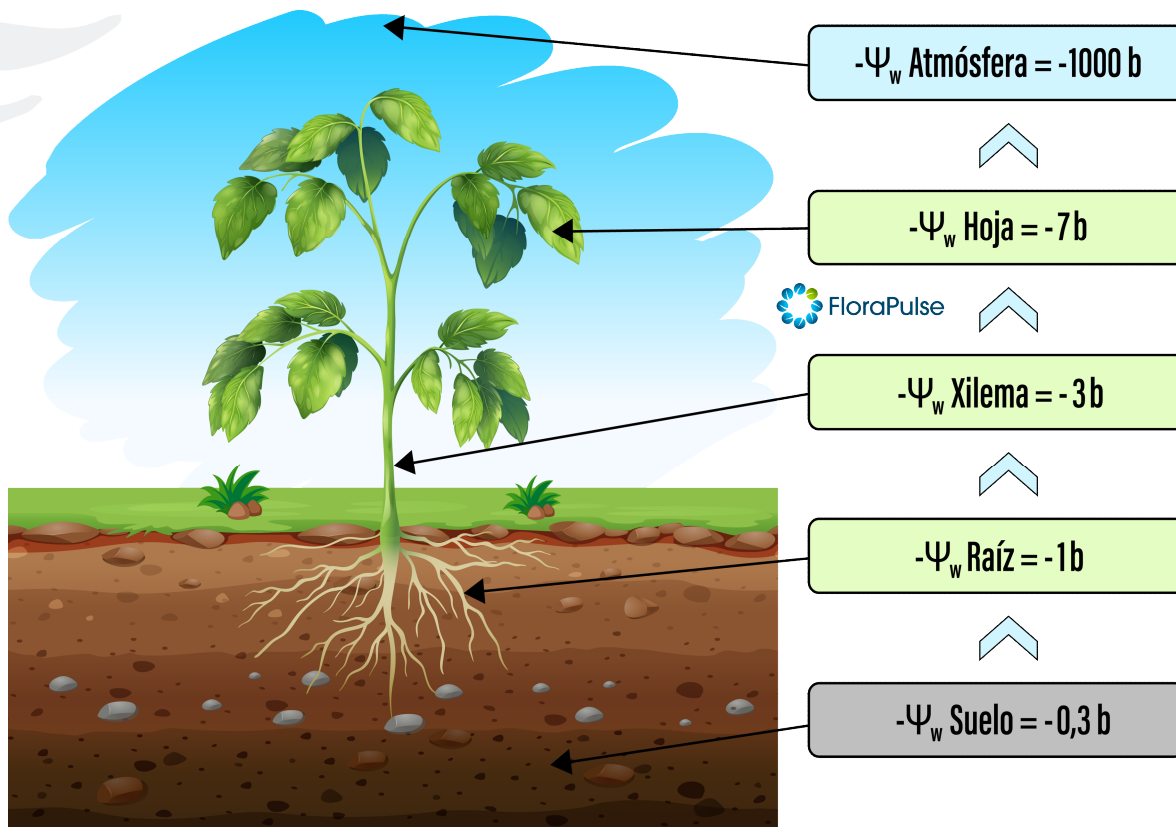 -Ψw Atmósfera = -1000 b
-Ψw Hoja = -7 b
FloraPulse
-Ψw Xilema = -3 b
-Ψw Raíz = -1 b
-Ψw Suelo = -0,3 b